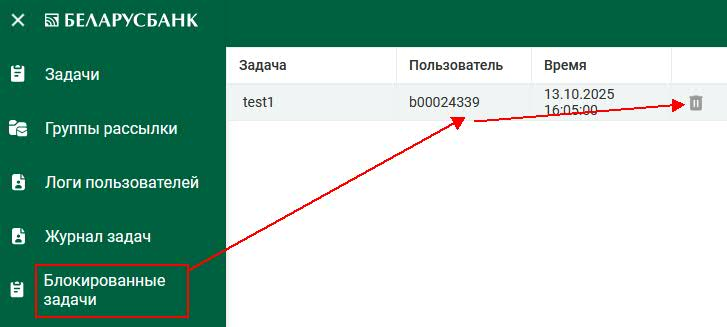 БЕЛАРУСБАНК
Задачи
Группы рассылки
Логи пользователей
Журнал задач
Блокированные
задачи
Задача Пользователь Время
test1 b00024339 13.10.2025
16:05:00